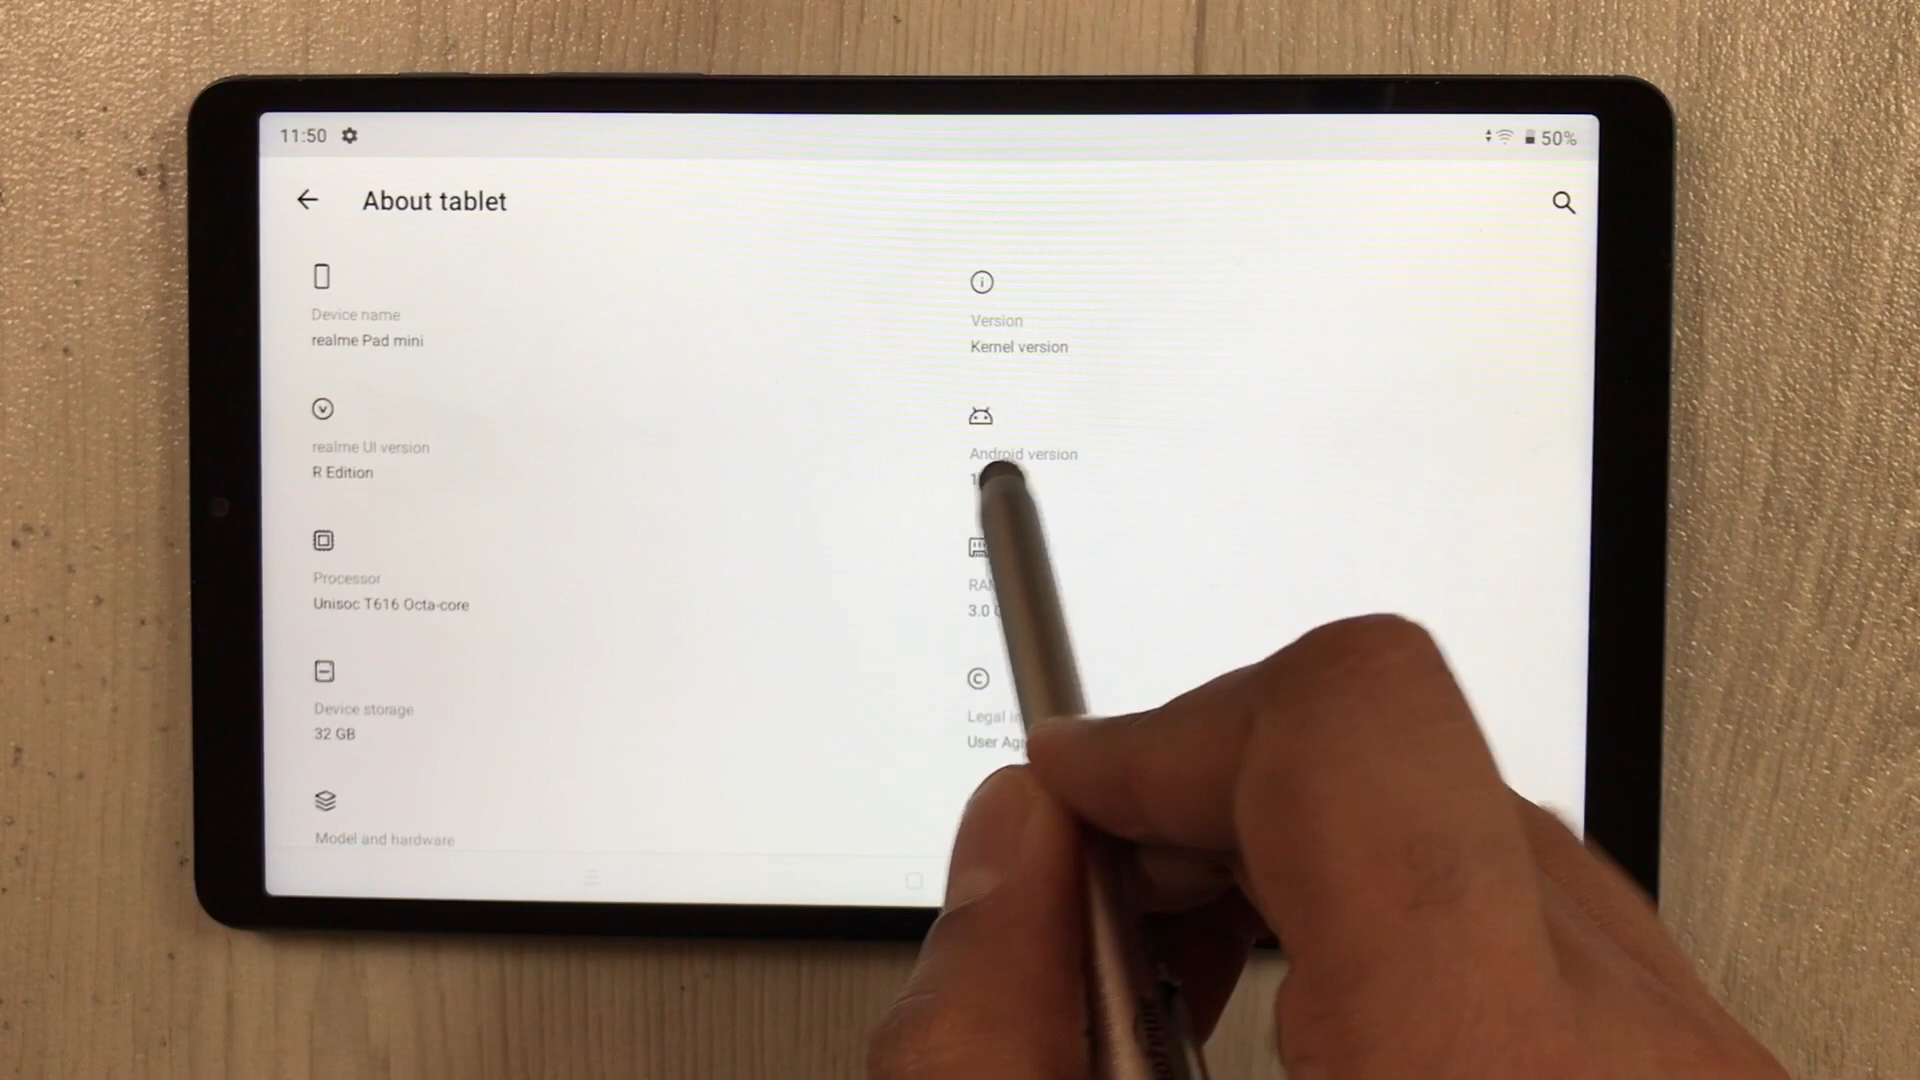 11:50
50%
About tablet
Device name
realme Pad mini
Version
Kernel version
realme UI version
R Edition
Android version
Processor
Unisoc T616 Octa-core
3.0
Device storage
32 GB
Legal
User
Model and hardware